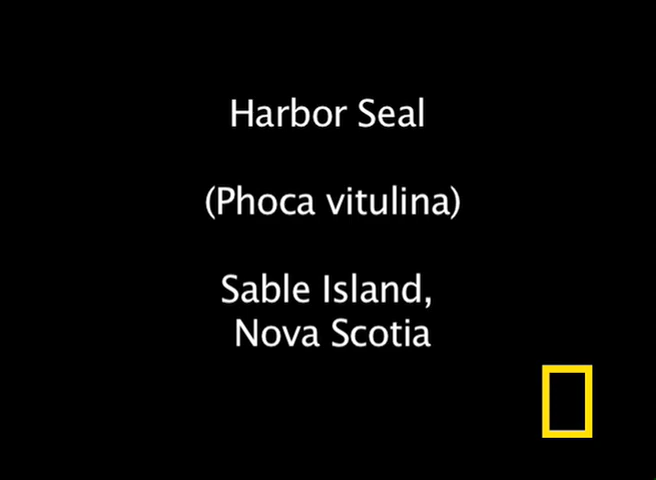 Harbor Seal
(Phoca vitulina)
Sable Island,
Nova Scotia